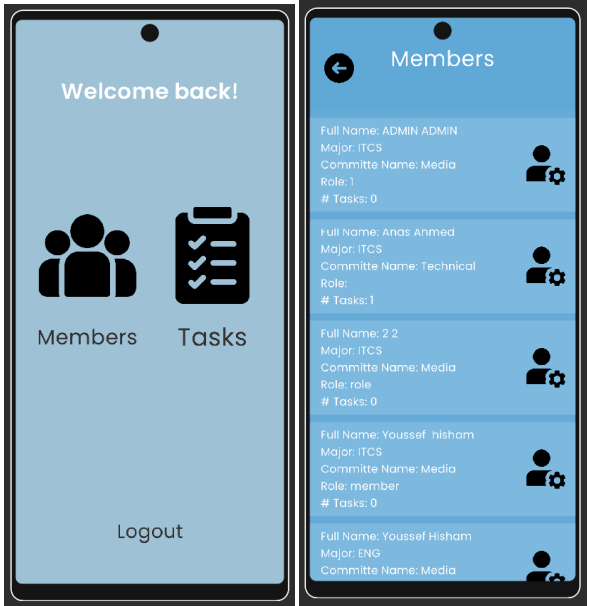 Welcome back!
Members
Tasks
Logout
Members
Full Name: ADMIN ADMIN
Major: ITCS
Committe Name: Media
Role: 1
# Tasks: 0
Full Name: Anas Ahmed
Major: ITCS
Committe Name: Technical
Role:
# Tasks: 1
Full Name: 2 2
Major: ITCS
Committe Name: Media
Role: role
# Tasks: 0
Full Name: Youssef  hisham
Major: ITCS
Committe Name: Media
Role: member
# Tasks: 0
Full Name: Youssef Hisham
Major: ENG
Committe Name: Media